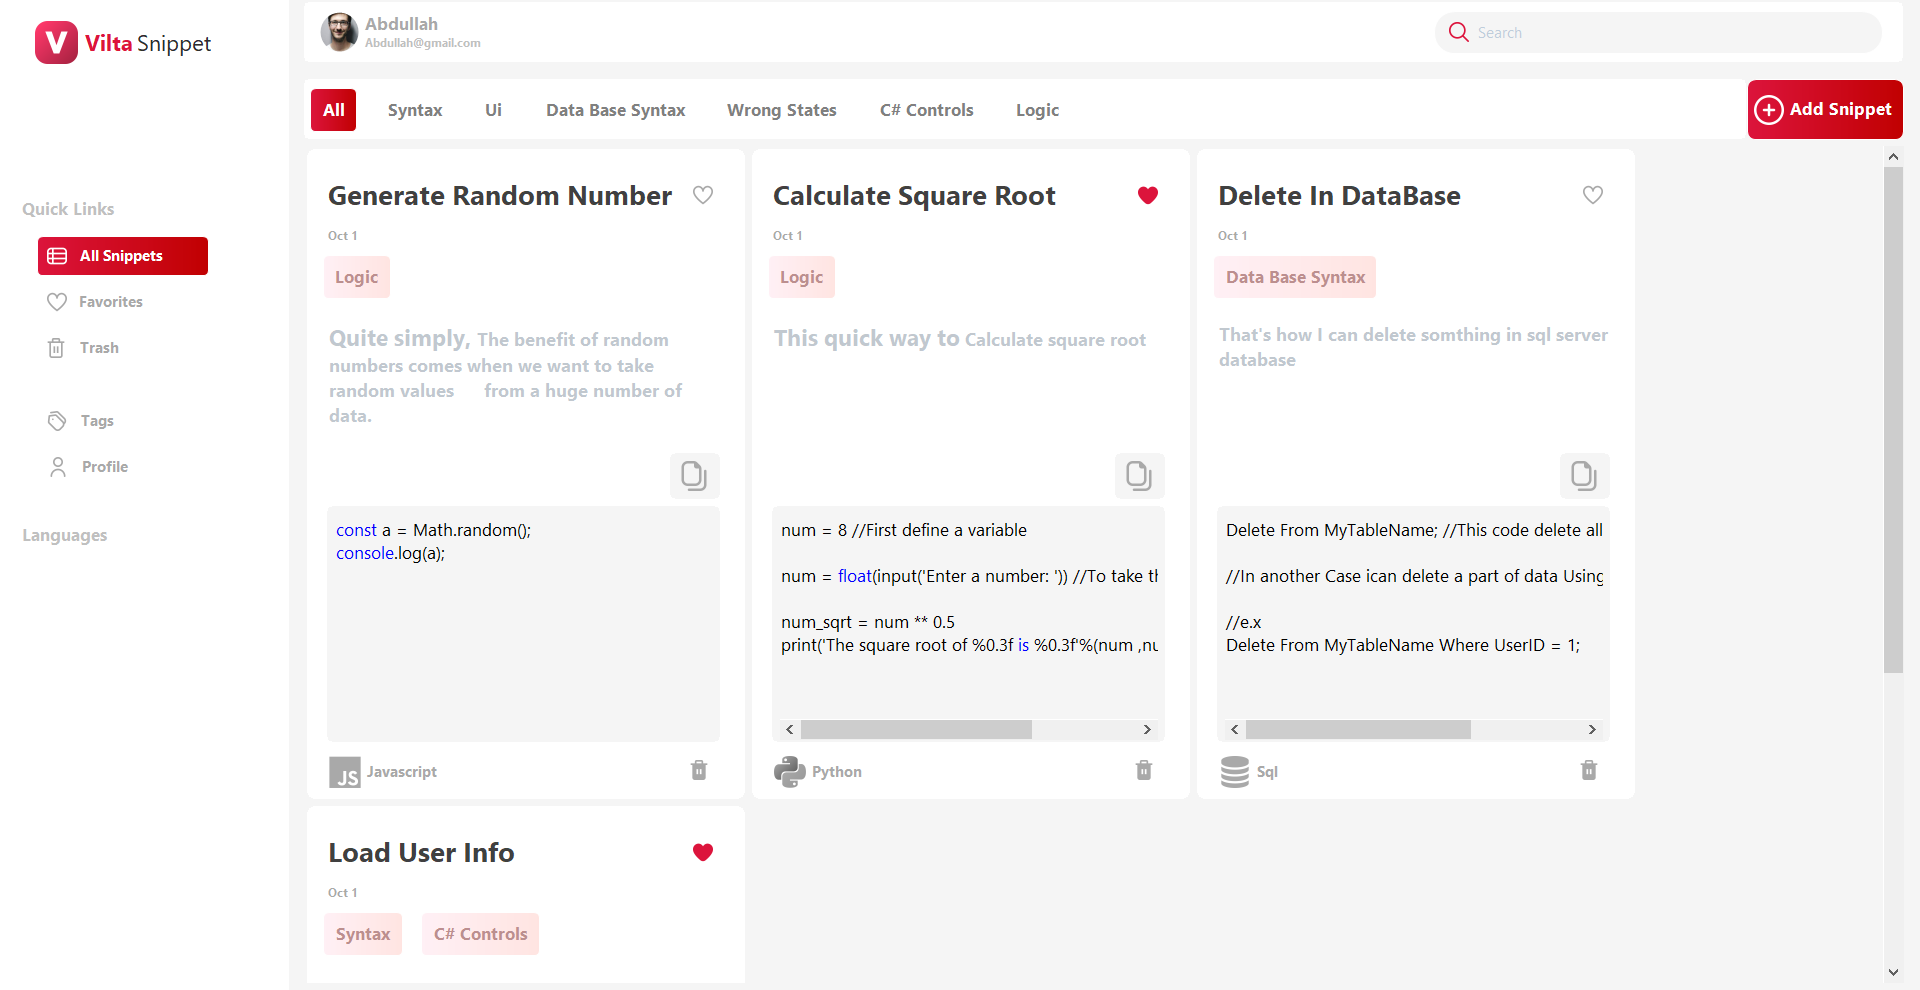 Vilta Snippet
Abdullah
Abdullah@gmail.com
Search
All
Syntax
Ui
Data Base Syntax
Wrong States
C# Controls
Logic
Add Snippet
Quick Links
All Snippets
Favorites
Trash
Tags
Profile
Languages
Generate Random Number
Oct 1
Logic
Quite simply, The benefit of random
numbers comes when we want to take
random values from a huge number of
data.
const a = Math.random();
console.log(a);
JS Javascript
Calculate Square Root
Oct 1
Logic
This quick way to Calculate square root
num = 8 //First define a variable
num = float(input('Enter a number: ')) //To take th
num_sqrt = num ** 0.5
print('The square root of %0.3f is %0.3f'%(num ,nu
Python
Delete In DataBase
Oct 1
Data Base Syntax
That's how I can delete somthing in sql server
database
Delete From MyTableName; //This code delete all
//In another Case ican delete a part of data Using
//e.x
Delete From MyTableName Where UserID = 1;
Sql
Load User Info
Oct 1
Syntax
C# Controls